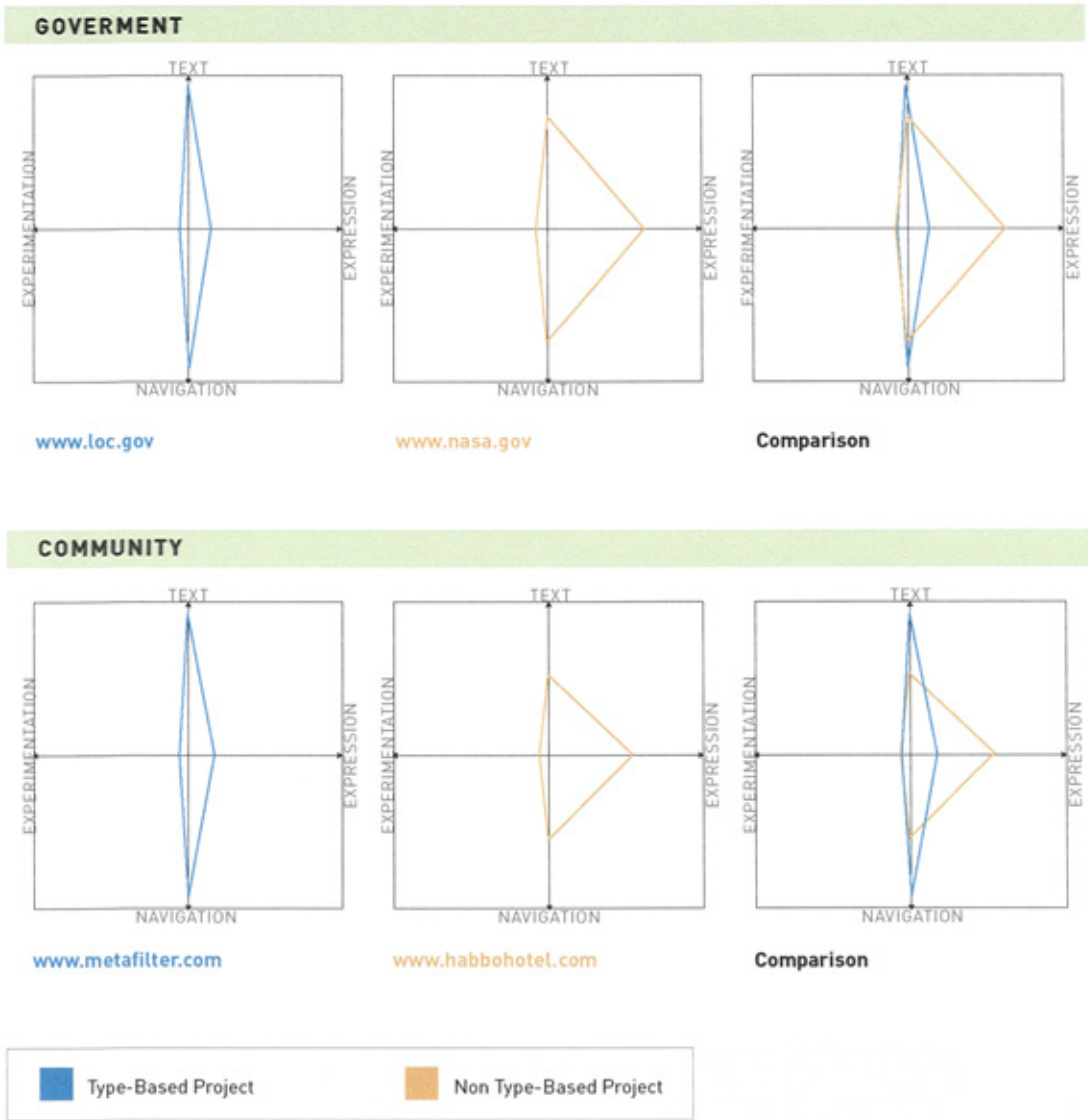 GOVERMENT
TEXT
TEXT
TEXT
EXPERIMENTATION
EXPRESSION
EXPERIMENTATION
EXPRESSION
EXPERIMENTATION
EXPRESSION
NAVIGATION
NAVIGATION
NAVIGATION
www.loc.gov
www.nasa.gov
Comparison
COMMUNITY
TEXT
TEXT
TEXT
EXPERIMENTATION
EXPRESSION
EXPERIMENTATION
EXPRESSION
EXPERIMENTATION
EXPRESSION
NAVIGATION
NAVIGATION
NAVIGATION
www.metafilter.com
www.habbohotel.com
Comparison
Type-Based Project
Non Type-Based Project